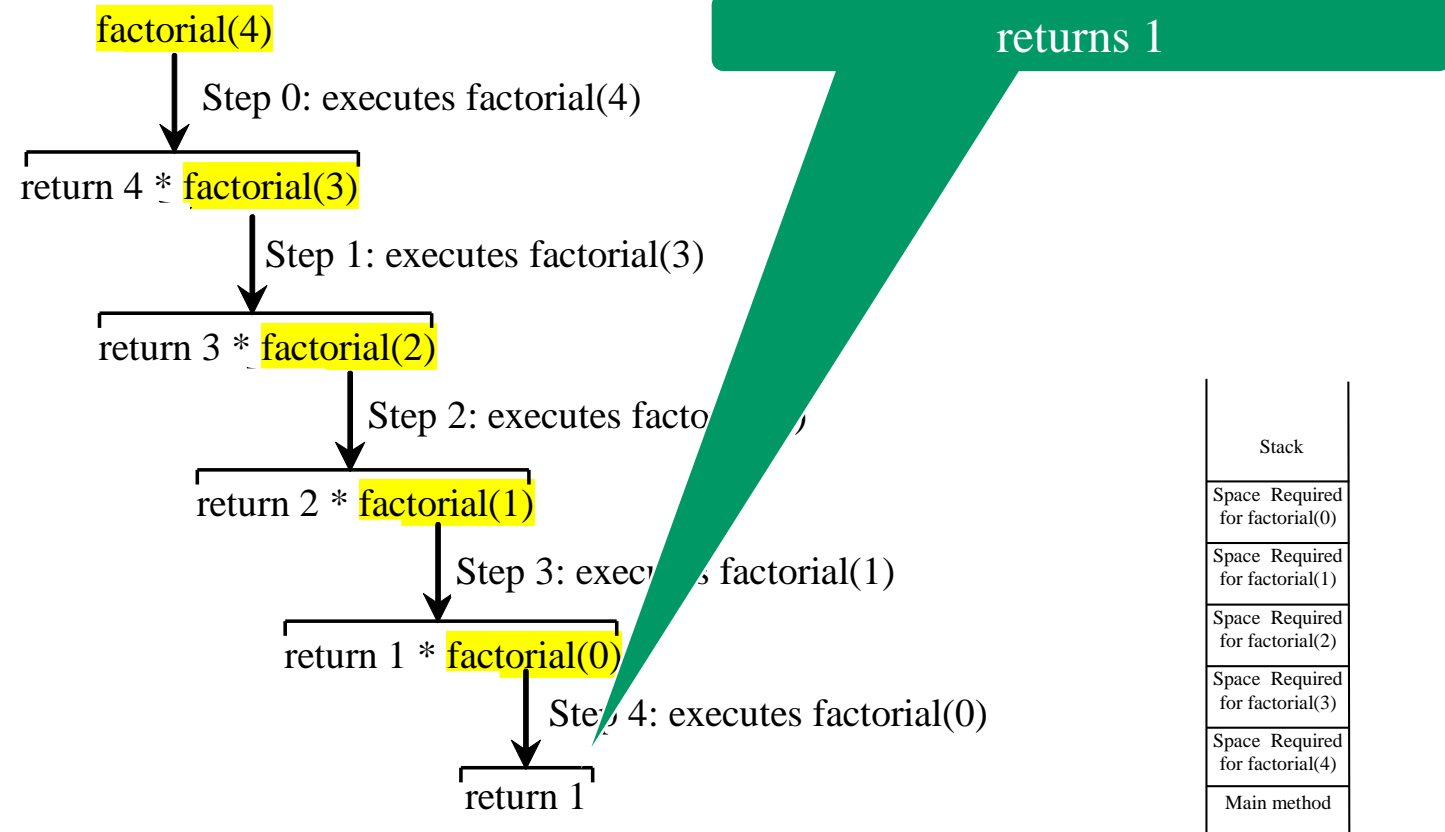 factorial(4)
returns 1
Step 0: executes factorial(4)
return 4 * factorial(3)
Step 1: executes factorial(3)
return 3 * factorial(2)
Step 2: executes
return 2 * factorial(1)
Step 3: factorial(1)
return 1 * factorial(0)
Step 4: executes factorial(0)
return 1
Stack
Space Required
for factorial(0)
Space Required
for factorial(1)
Space Required
for factorial(2)
Space Required
for factorial(3)
Space Required
for factorial(4)
Main method